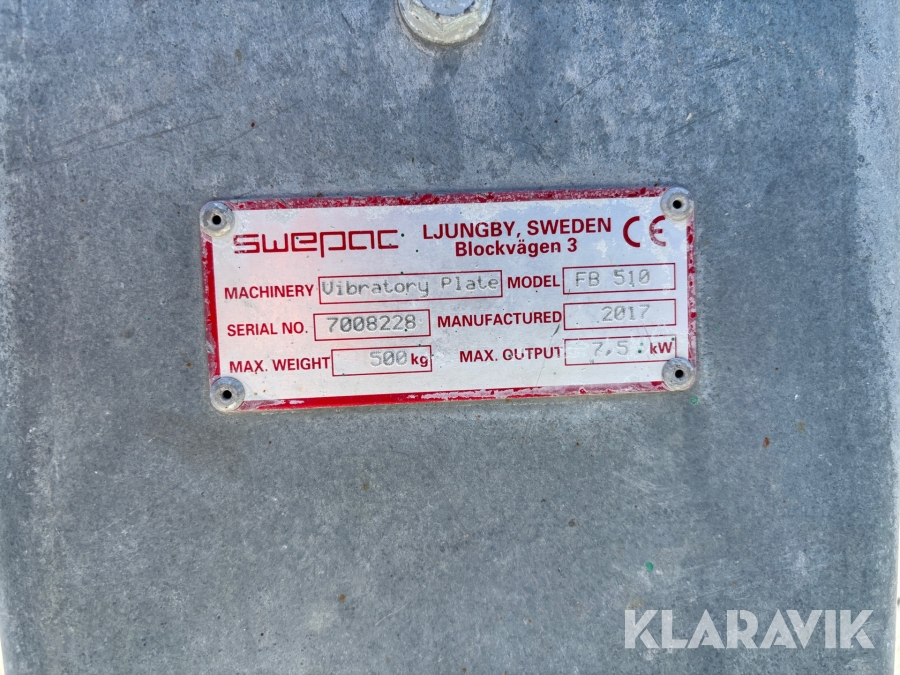 swepac LJUNGBY, SWEDEN CE
Blockvägen 3
MACHINERY Vibratory Plate MODEL FB 510
SERIAL NO. 7008228 MANUFACTURED 2017
MAX. WEIGHT 500 kg MAX. OUTPUT 7,5 kW
KLARAVIK